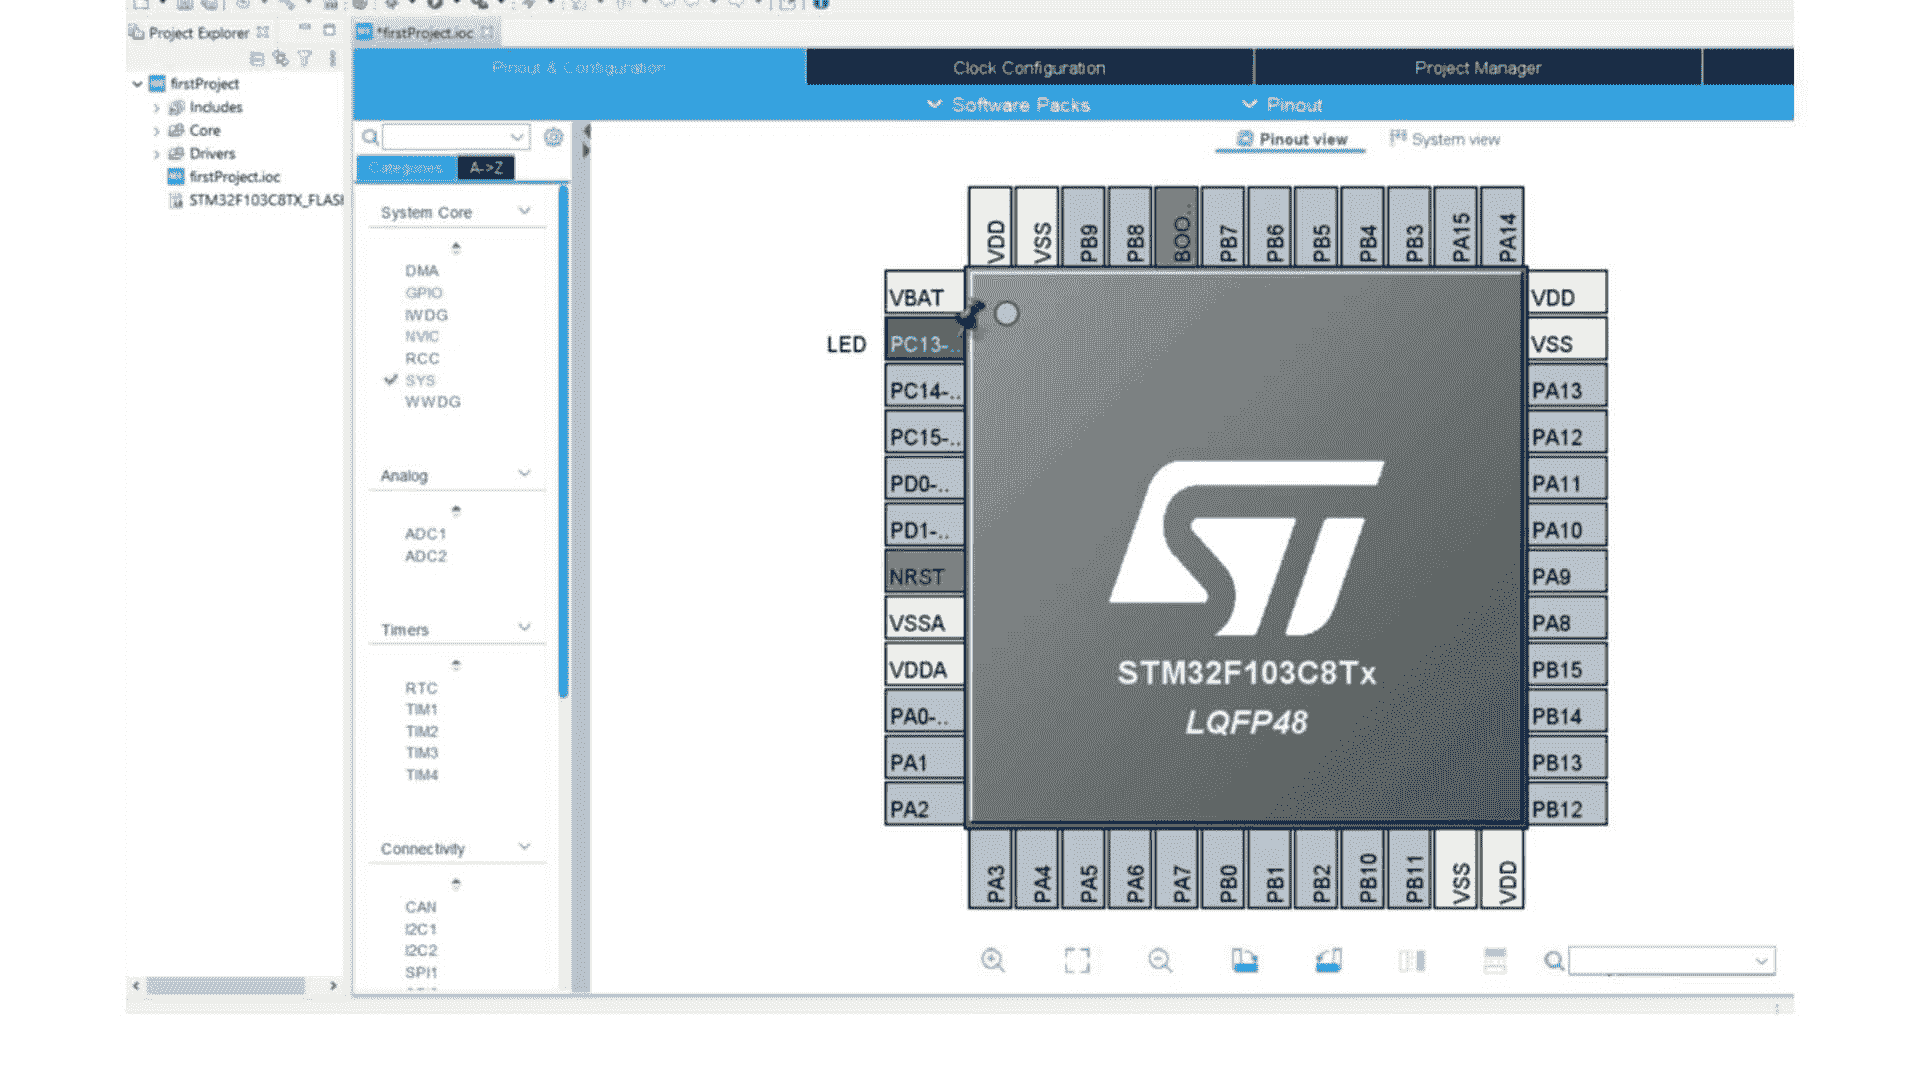 Project Explorer
*firstProject.ioc
firstProject
Includes
Core
Drivers
firstProject.ioc
STM32F103C8TX_FLASH
Pinout & Configuration
Clock Configuration
Project Manager
Software Packs
Pinout
Pinout view
System view
Categories
A->Z
System Core
DMA
GPIO
IWDG
NVIC
RCC
SYS
WWDG
Analog
ADC1
ADC2
Timers
RTC
TIM1
TIM2
TIM3
TIM4
Connectivity
CAN
I2C1
I2C2
SPI1
VDD
VSS
PB9
PB8
BOO..
PB7
PB6
PB5
PB4
PB3
PA15
PA14
VBAT
LED
PC13-..
PC14-..
PC15-..
PD0-..
PD1-..
NRST
VSSA
VDDA
PA0-..
PA1
PA2
ST
STM32F103C8Tx
LQFP48
VDD
VSS
PA13
PA12
PA11
PA10
PA9
PA8
PB15
PB14
PB13
PB12
PA3
PA4
PA5
PA6
PA7
PB0
PB1
PB2
PB10
PB11
VSS
VDD